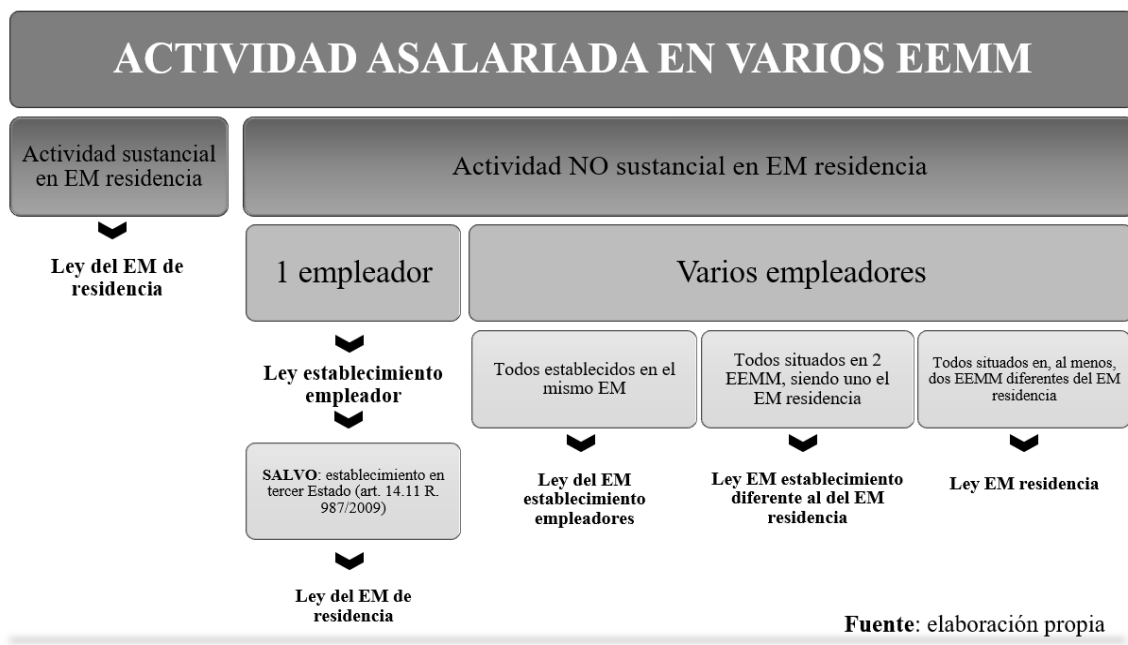 ACTIVIDAD ASALARIADA EN VARIOS EEMM
Actividad sustancial
en EM residencia
Actividad NO sustancial en EM residencia
Ley del EM de
residencia
1 empleador
Varios empleadores
Ley establecimiento
empleador
SALVO: establecimiento en
tercer Estado (art. 14.11 R.
987/2009)
Ley del EM de
residencia
Todos establecidos en el
mismo EM
Ley del EM
establecimiento
empleadores
Todos situados en 2
EEMM, siendo uno el
EM residencia
Ley EM establecimiento
diferente al del EM
residencia
Todos situados en, al menos,
dos EEMM diferentes del EM
residencia
Ley EM residencia
Fuente: elaboración propia